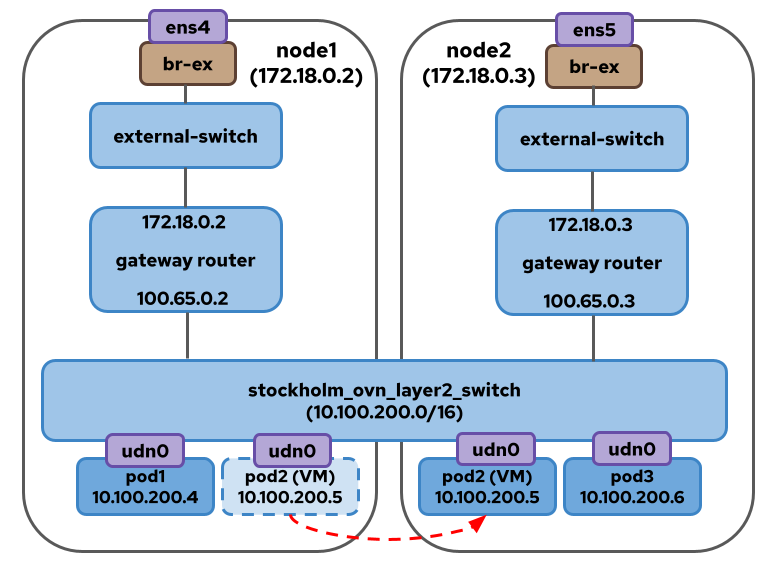 ens4
br-ex
node1
(172.18.0.2)
external-switch
172.18.0.2
gateway router
100.65.0.2
ens5
br-ex
node2
(172.18.0.3)
external-switch
172.18.0.3
gateway router
100.65.0.3
stockholm_ovn_layer2_switch
(10.100.200.0/16)
udn0
pod1
10.100.200.4
udn0
pod2 (VM)
10.100.200.5
udn0
pod2 (VM)
10.100.200.5
udn0
pod3
10.100.200.6